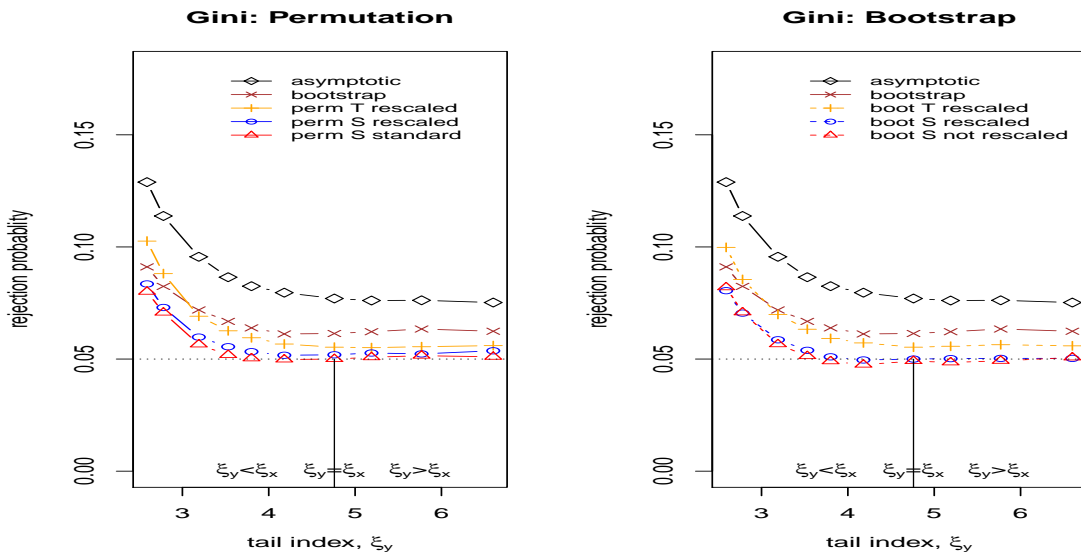 Gini: Permutation
asymptotic
bootstrap
perm T rescaled
perm S rescaled
perm S standard
0.15
0.10
0.05
0.00
rejection probablity
ξy<ξx
ξy=ξx
ξy>ξx
3 4 5 6
tail index, ξy
Gini: Bootstrap
asymptotic
bootstrap
boot T rescaled
boot S rescaled
boot S not rescaled
0.15
0.10
0.05
0.00
rejection probablity
ξy<ξx
ξy=ξx
ξy>ξx
3 4 5 6
tail index, ξy